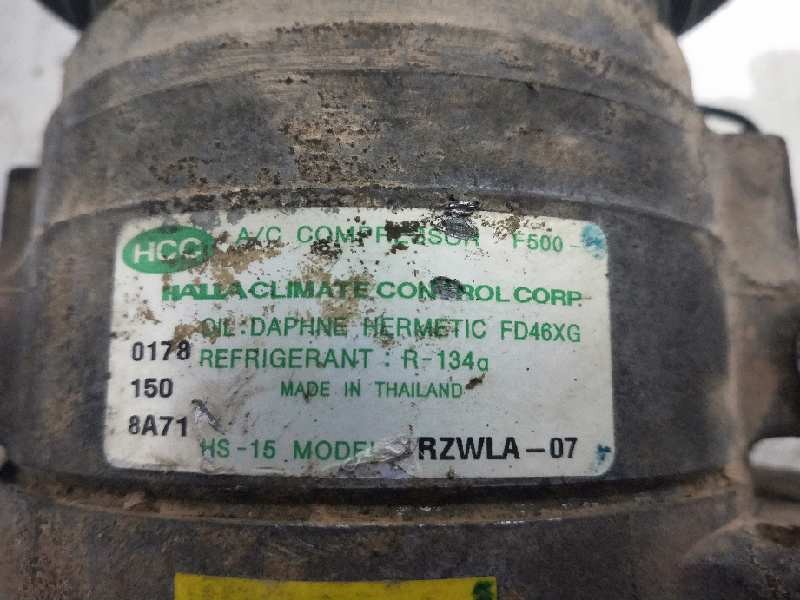 HCC A/C COMPRESSOR F500-
HALLA CLIMATE CONTROL CORP.
OIL : DAPHNE HERMETIC FD46XG
0178 REFRIGERANT : R-134a
150 MADE IN THAILAND
8A71
HS-15 MODEL RZWLA-07